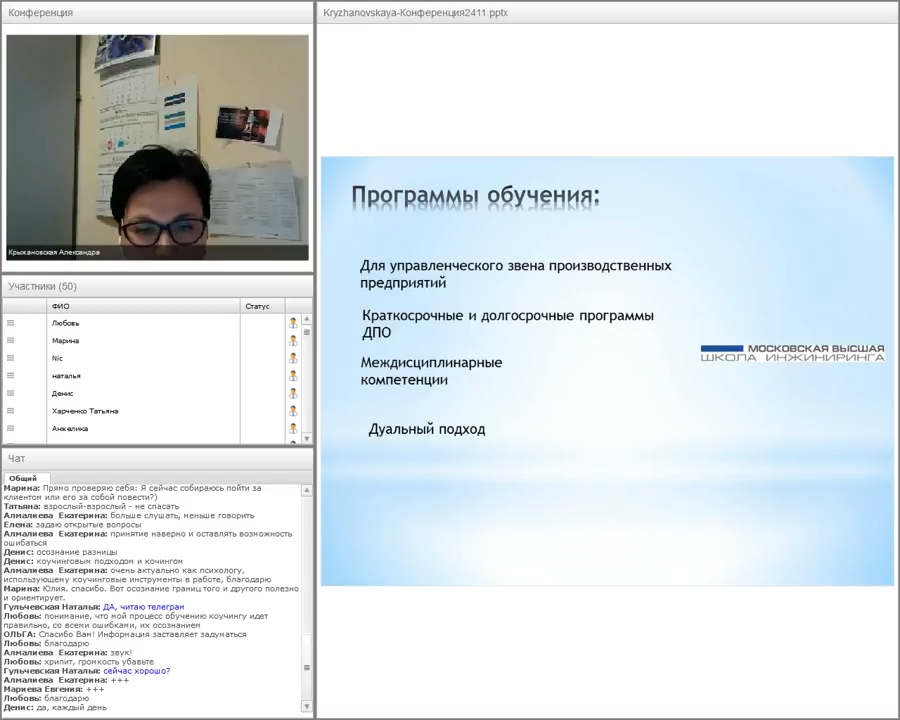 Конференция
Крыжановская Александра
Участники (50)
ФИО
Статус
Любовь
Марина
Nic
наталья
Денис
Харченко Татьяна
Анжелика
Чат
Общий
Марина: Прямо проверяю себя: Я сейчас собираюсь пойти за
клиентом или его за собой повести?)
Татьяна: взрослый-взрослый - не спасать
Алмалиева Екатерина: больше слушать, меньше говорить
Елена: задаю открытые вопросы
Алмалиева Екатерина: принятие наверно и оставлять возможность
ошибаться
Денис: осознание разницы
Денис: коучинговым подходом и кочингом
Алмалиева Екатерина: очень актуально как психологу,
использующему коучинговые инструменты в работе, благодарю
Марина: Юлия. спасибо. Вот осознание границ того и другого полезно
и ориентирует.
Гульчевская Наталья: ДА, читаю телеграм
Любовь: понимание, что мой процесс обучению коучингу идет
правильно, со всеми ошибками, их осознанием
ОЛЬГА: Спасибо Вам! Информация заставляет задуматься
Любовь: благодарю
Алмалиева Екатерина: звук!
Любовь: хрипит, громкость убавьте
Гульчевская Наталья: сейчас хорошо?
Алмалиева Екатерина: +++
Мариева Евгения: +++
Любовь: благодарю
Денис: да, каждый день
Kryzhanovskaya-Конференция2411.pptx
Программы обучения:
Для управленческого звена производственных
предприятий
Краткосрочные и долгосрочные программы
ДПО
Междисциплинарные
компетенции
Дуальный подход
МОСКОВСКАЯ ВЫСШАЯ
ШКОЛА ИНЖИНИРИНГА